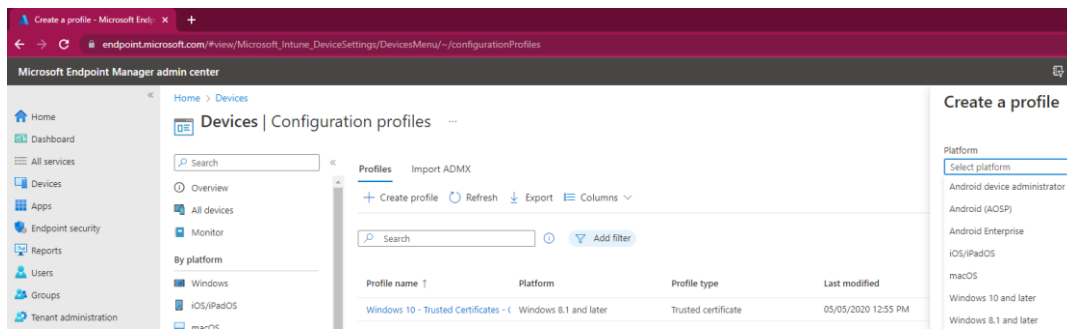 Create a profile - Microsoft Endp
endpoint.microsoft.com/#view/Microsoft_Intune_DeviceSettings/DevicesMenu/~/configurationProfiles
Microsoft Endpoint Manager admin center
Home
Dashboard
All services
Devices
Apps
Endpoint security
Reports
Users
Groups
Tenant administration
Home > Devices
Devices | Configuration profiles ...
Search
Overview
All devices
Monitor
By platform
Windows
iOS/iPadOS
macOS
Profiles Import ADMX
Create profile Refresh Export Columns
Search Add filter
Profile name ↑ Platform Profile type Last modified
Windows 10 - Trusted Certificates - ( Windows 8.1 and later Trusted certificate 05/05/2020 12:55 PM
Create a profile
Platform
Select platform
Android device administrator
Android (AOSP)
Android Enterprise
iOS/iPadOS
macOS
Windows 10 and later
Windows 8.1 and later